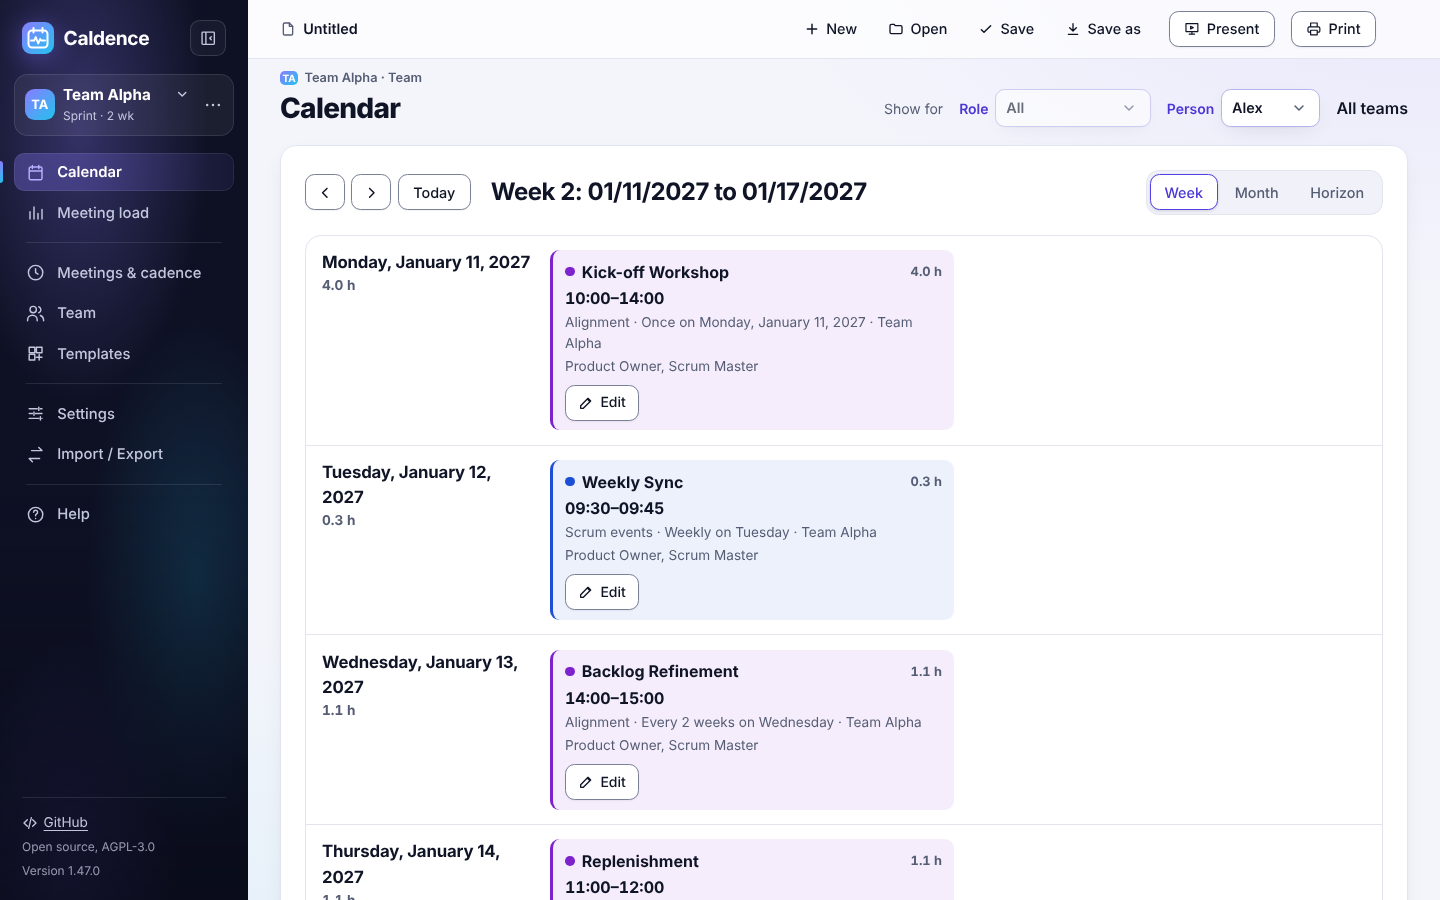 Caldence
TA
Team Alpha
Sprint · 2 wk
Calendar
Meeting load
Meetings & cadence
Team
Templates
Settings
Import / Export
Help
GitHub
Open source, AGPL-3.0
Version 1.47.0
Untitled
New
Open
Save
Save as
Present
Print
TA Team Alpha · Team
Calendar
Show for
Role
All
Person
Alex
All teams
Today
Week 2: 01/11/2027 to 01/17/2027
Week
Month
Horizon
Monday, January 11, 2027
4.0 h
Kick-off Workshop
4.0 h
10:00–14:00
Alignment · Once on Monday, January 11, 2027 · Team
Alpha
Product Owner, Scrum Master
Edit
Tuesday, January 12,
2027
0.3 h
Weekly Sync
0.3 h
09:30–09:45
Scrum events · Weekly on Tuesday · Team Alpha
Product Owner, Scrum Master
Edit
Wednesday, January 13,
2027
1.1 h
Backlog Refinement
1.1 h
14:00–15:00
Alignment · Every 2 weeks on Wednesday · Team Alpha
Product Owner, Scrum Master
Edit
Thursday, January 14,
2027
1.1 h
Replenishment
1.1 h
11:00–12:00